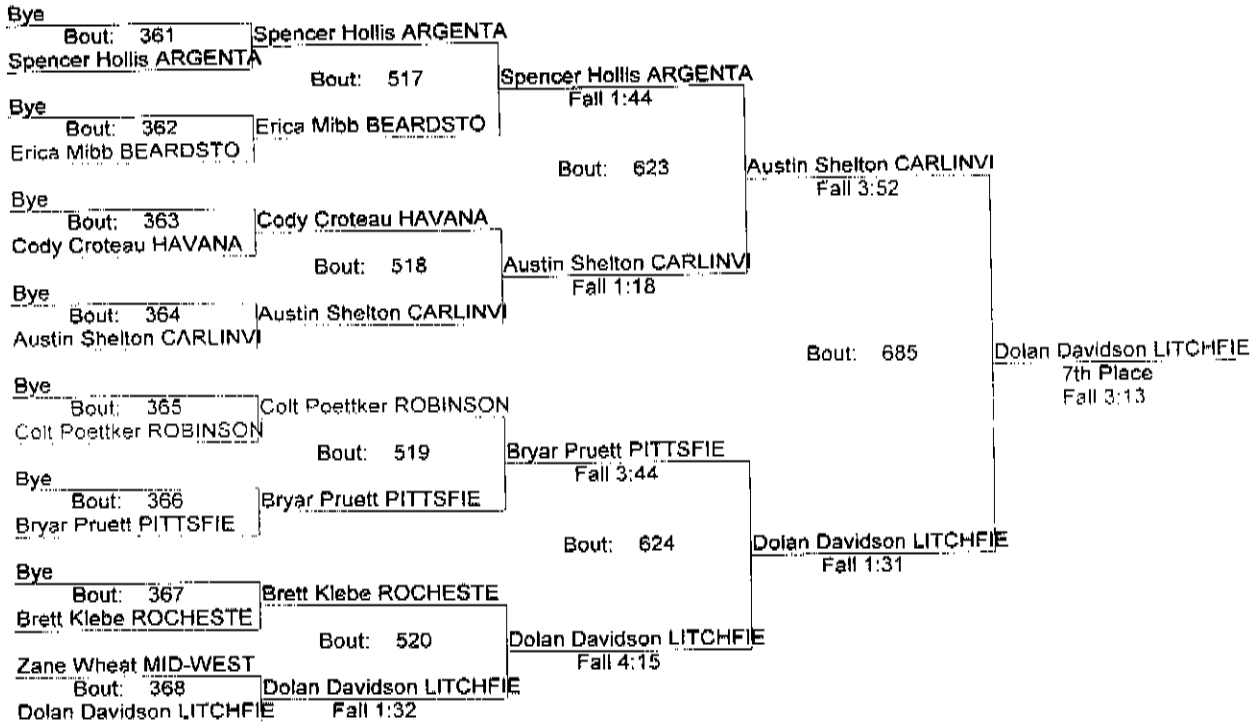 Bye
Bout: 361
Spencer Hollis ARGENTA
Spencer Hollis ARGENTA
Bout: 517
Bye
Bout: 362
Erica Mibb BEARDSTO
Erica Mibb BEARDSTO
Spencer Hollis ARGENTA
Fall 1:44
Bout: 623
Bye
Bout: 363
Cody Croteau HAVANA
Cody Croteau HAVANA
Bout: 518
Bye
Bout: 364
Austin Shelton CARLINVI
Austin Shelton CARLINVI
Austin Shelton CARLINVI
Fall 1:18
Austin Shelton CARLINVI
Fall 3:52
Bout: 685
Bye
Bout: 365
Colt Poettker ROBINSON
Colt Poettker ROBINSON
Bout: 519
Bye
Bout: 366
Bryar Pruett PITTSFIE
Bryar Pruett PITTSFIE
Bryar Pruett PITTSFIE
Fall 3:44
Bout: 624
Bye
Bout: 367
Brett Klebe ROCHESTE
Brett Klebe ROCHESTE
Bout: 520
Zane Wheat MID-WEST
Bout: 368
Dolan Davidson LITCHFIE
Dolan Davidson LITCHFIE
Fall 1:32
Dolan Davidson LITCHFIE
Fall 4:15
Dolan Davidson LITCHFIE
Fall 1:31
Dolan Davidson LITCHFIE
7th Place
Fall 3:13